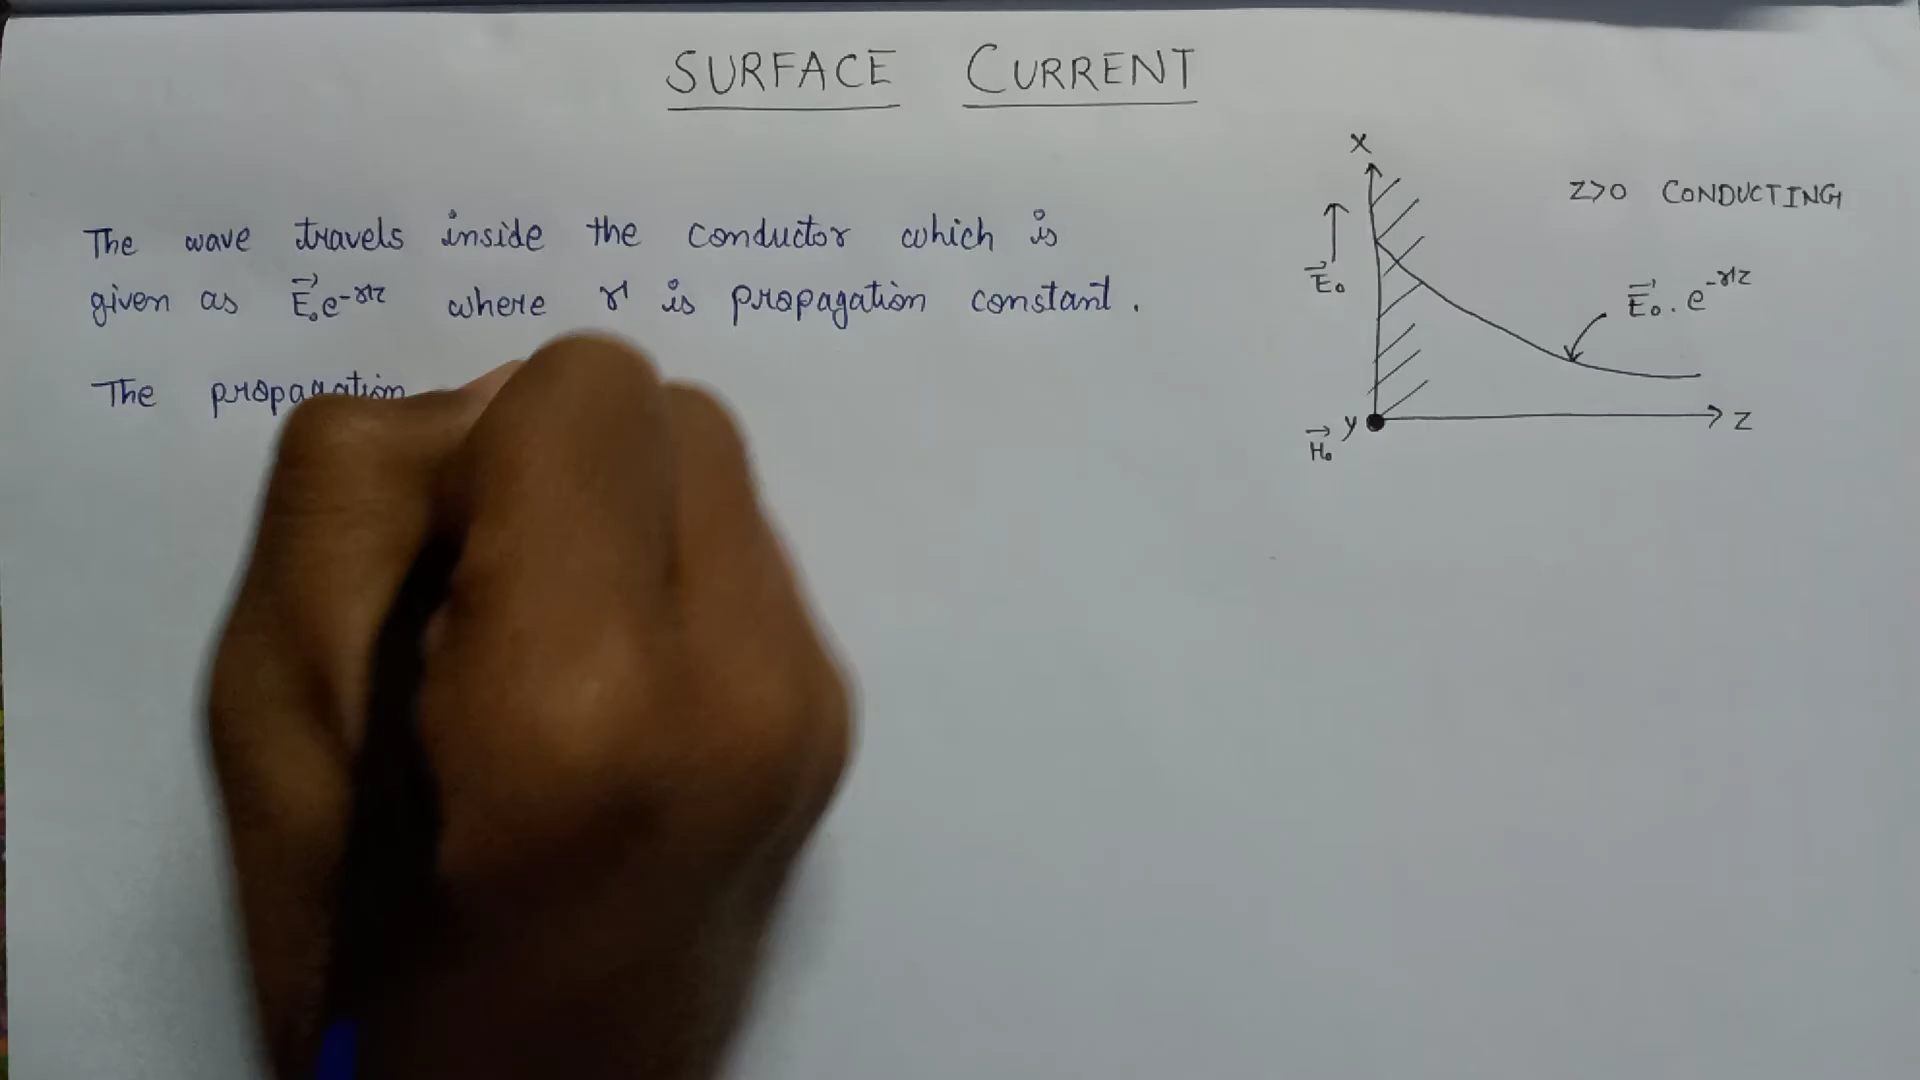 SURFACE CURRENT
The wave travels inside the conductor which is
given as E⃗₀e^-γz where γ is propagation constant.
The propagation
X
Z>0 CONDUCTING
E⃗₀
E⃗₀.e^-γz
Y
Z
H⃗₀